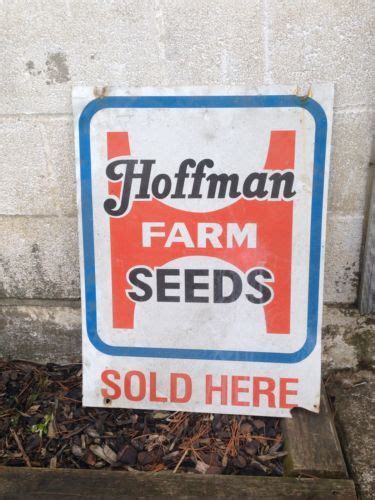 Hoffman
FARM
SEEDS
SOLD HERE